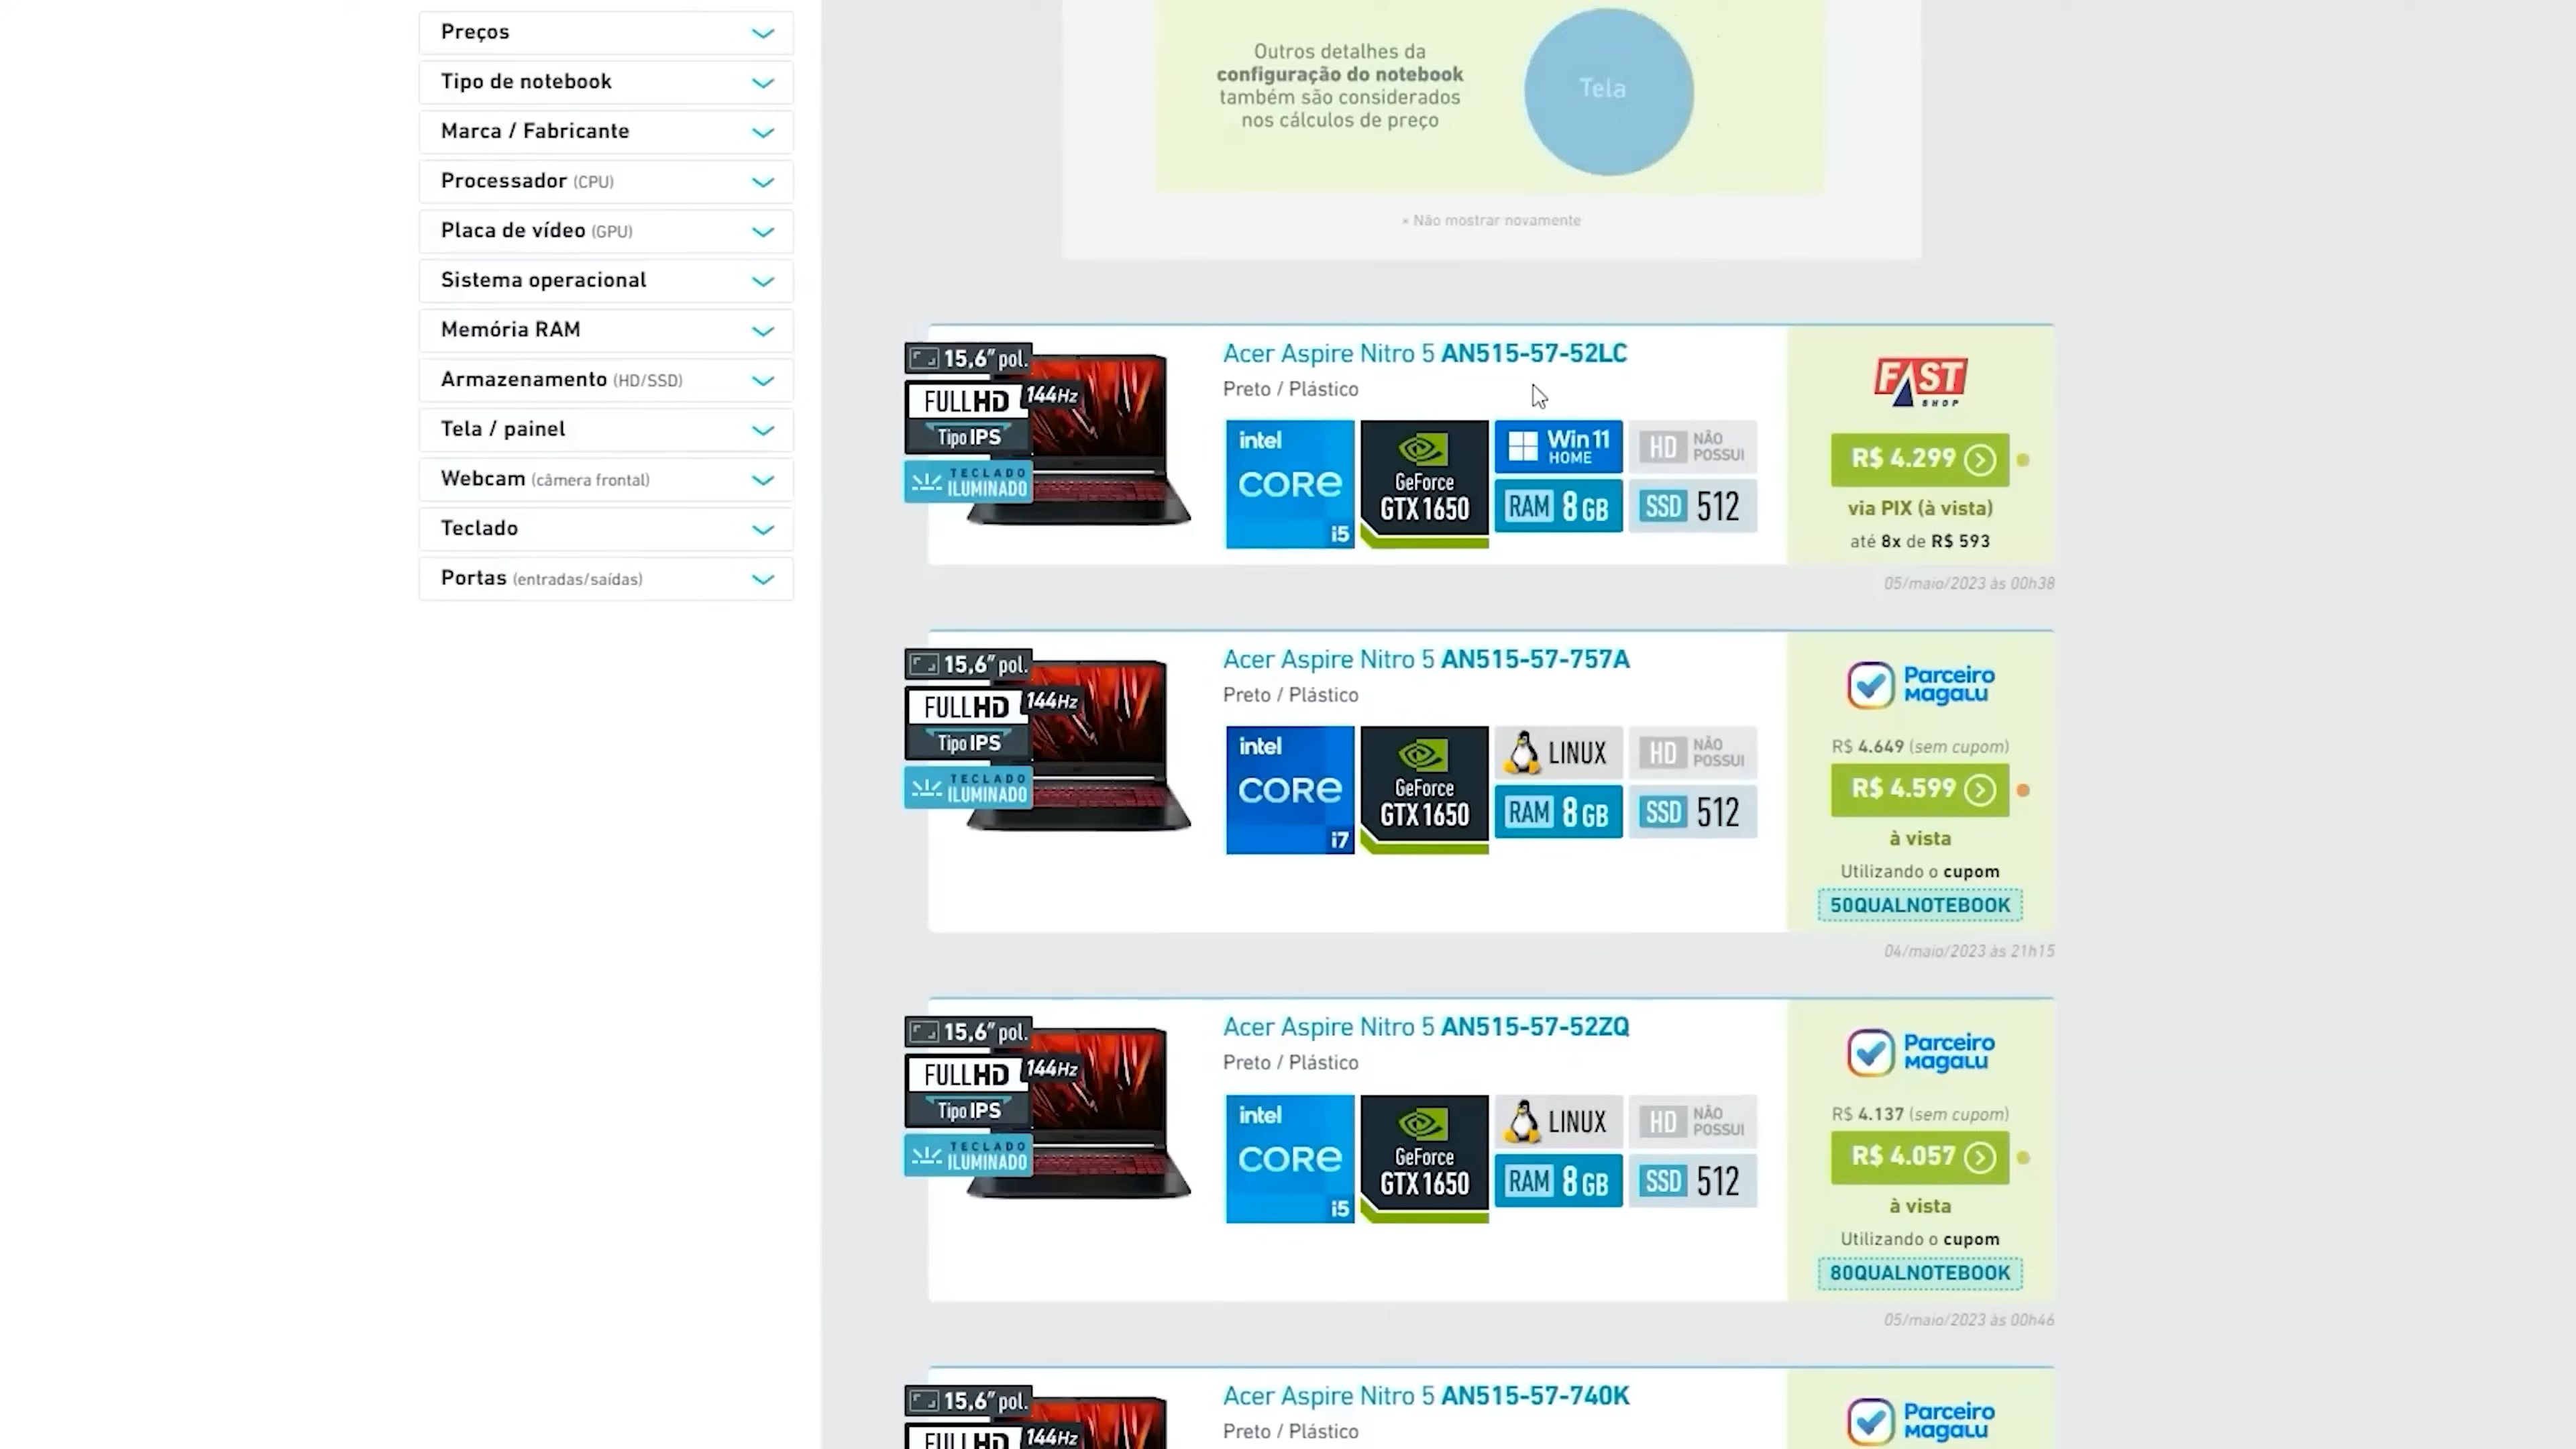 Preços
Tipo de notebook
Marca / Fabricante
Processador (CPU)
Placa de vídeo (GPU)
Sistema operacional
Memória RAM
Armazenamento (HD/SSD)
Tela / painel
Webcam (câmera frontal)
Teclado
Portas (entradas/saídas)
Outros detalhes da
configuração do notebook
também são considerados
nos cálculos de preço
Tela
× Não mostrar novamente
15,6” pol.
FULLHD 144Hz
Tipo IPS
TECLADO
ILUMINADO
Acer Aspire Nitro 5 AN515-57-52LC
Preto / Plástico
intel
CORE
i5
GeForce
GTX 1650
Win 11
HOME
HD NÃO
POSSUI
RAM 8 GB
SSD 512
FAST
SHOP
R$ 4.299
via PIX (à vista)
até 8x de R$ 593
05/maio/2023 às 00h38
15,6” pol.
FULLHD 144Hz
Tipo IPS
TECLADO
ILUMINADO
Acer Aspire Nitro 5 AN515-57-757A
Preto / Plástico
intel
CORE
i7
GeForce
GTX 1650
LINUX
HD NÃO
POSSUI
RAM 8 GB
SSD 512
Parceiro
Magalu
R$ 4.649 (sem cupom)
R$ 4.599
à vista
Utilizando o cupom
50QUALNOTEBOOK
04/maio/2023 às 21h15
15,6” pol.
FULLHD 144Hz
Tipo IPS
TECLADO
ILUMINADO
Acer Aspire Nitro 5 AN515-57-52ZQ
Preto / Plástico
intel
CORE
i5
GeForce
GTX 1650
LINUX
HD NÃO
POSSUI
RAM 8 GB
SSD 512
Parceiro
Magalu
R$ 4.137 (sem cupom)
R$ 4.057
à vista
Utilizando o cupom
80QUALNOTEBOOK
05/maio/2023 às 00h46
15,6” pol.
FULLHD 144Hz
Acer Aspire Nitro 5 AN515-57-740K
Preto / Plástico
Parceiro
Magalu